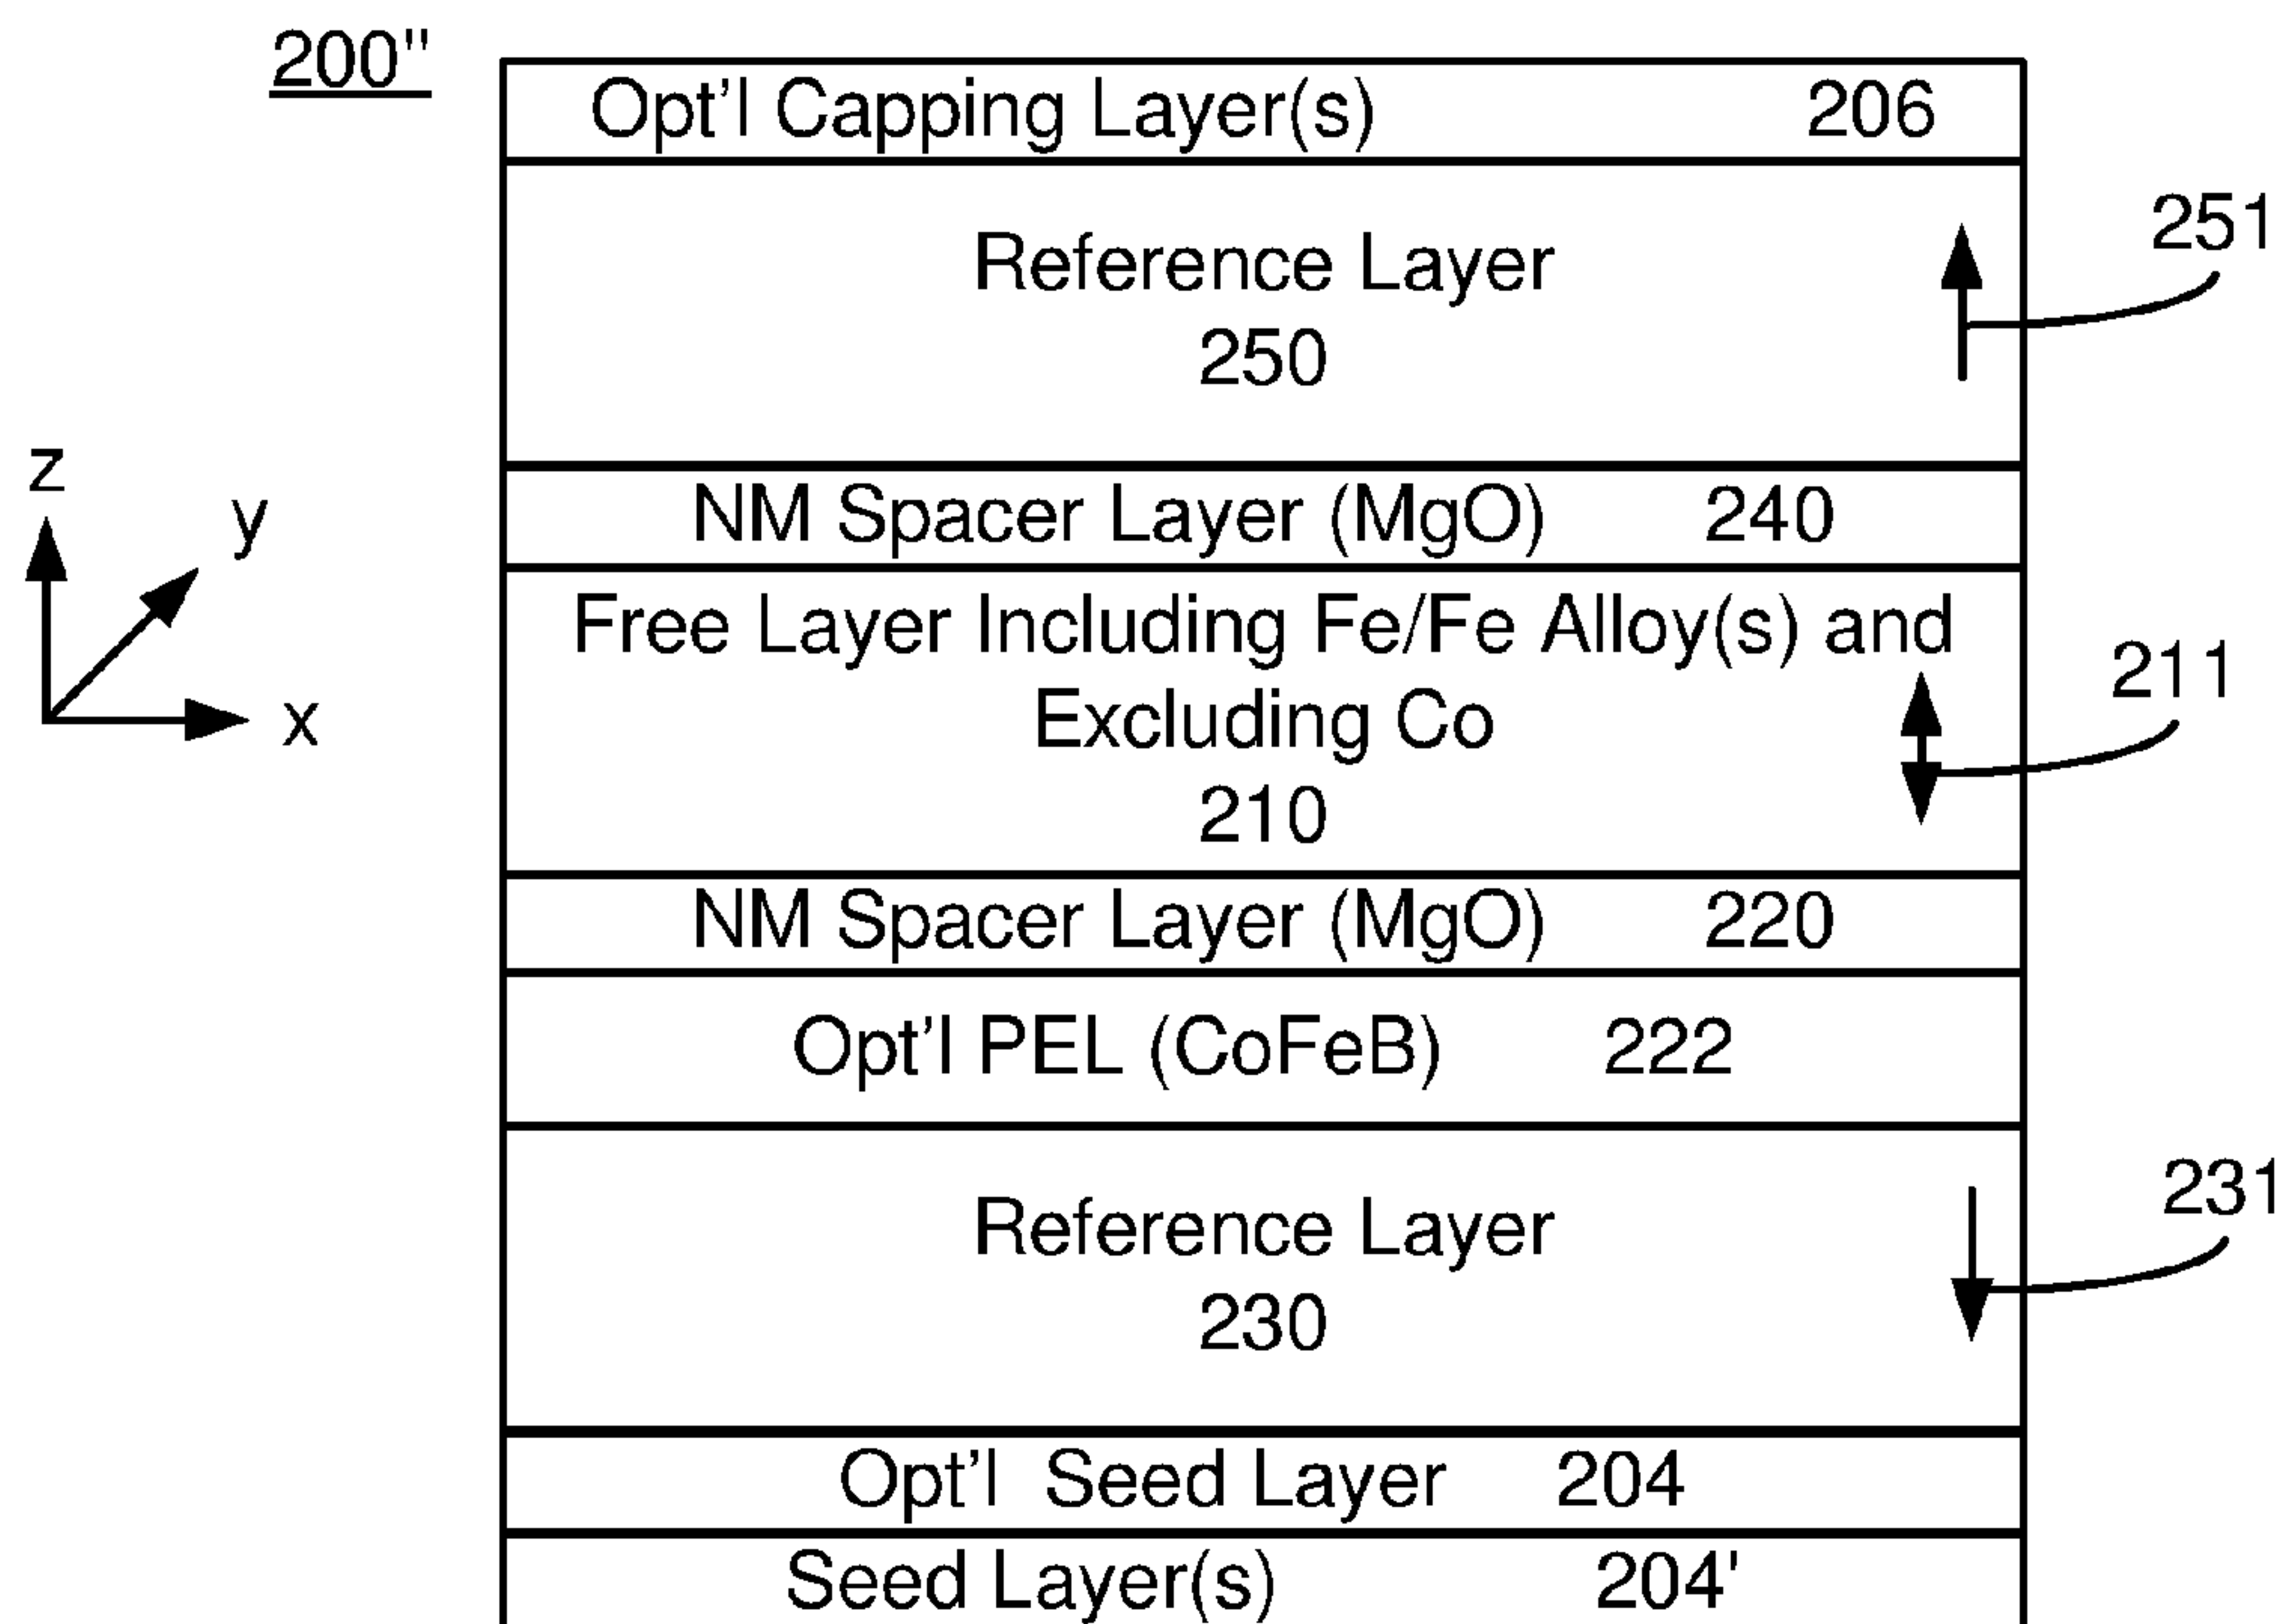 200"
Opt'l Capping Layer(s) 206
Reference Layer
250
251
NM Spacer Layer (MgO) 240
z
y
x
Free Layer Including Fe/Fe Alloy(s) and
Excluding Co
210
211
NM Spacer Layer (MgO) 220
Opt'l PEL (CoFeB) 222
Reference Layer
230
231
Opt'l Seed Layer 204
Seed Layer(s) 204'